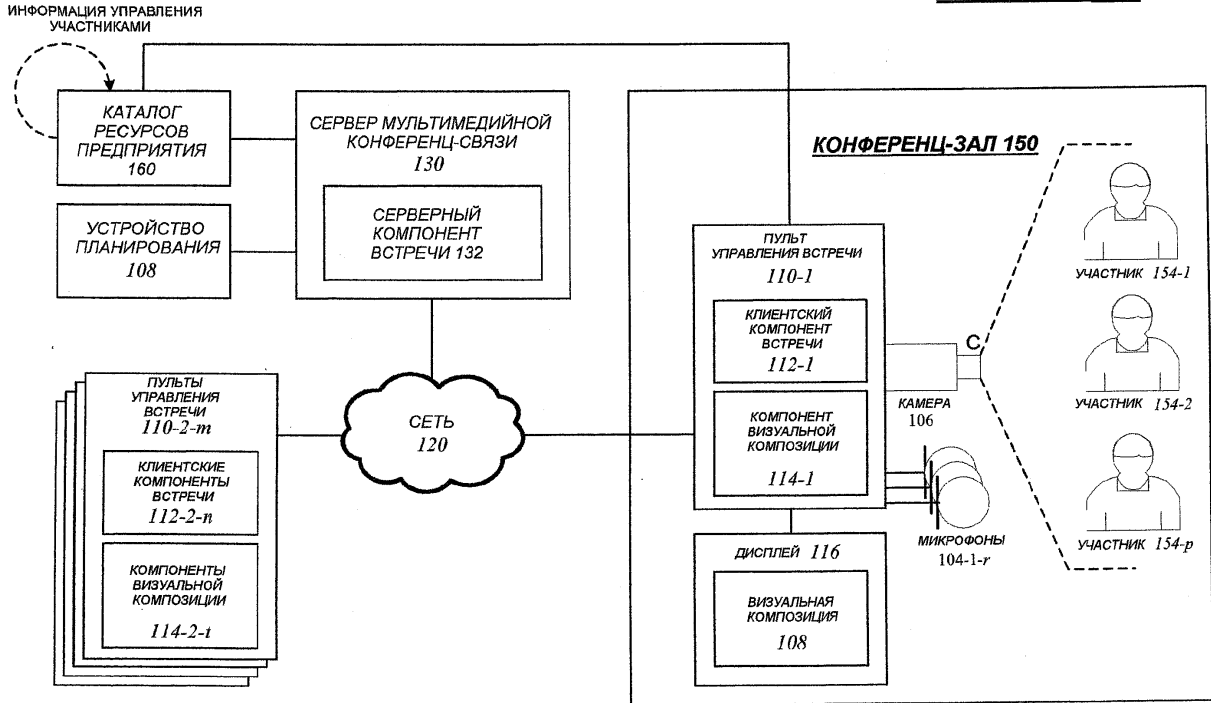 ИНФОРМАЦИЯ УПРАВЛЕНИЯ
УЧАСТНИКАМИ
КАТАЛОГ
РЕСУРСОВ
ПРЕДПРИЯТИЯ
160
УСТРОЙСТВО
ПЛАНИРОВАНИЯ
108
СЕРВЕР МУЛЬТИМЕДИЙНОЙ
КОНФЕРЕНЦ-СВЯЗИ
130
СЕРВЕРНЫЙ
КОМПОНЕНТ
ВСТРЕЧИ 132
ПУЛЬТЫ
УПРАВЛЕНИЯ
ВСТРЕЧИ
110-2-m
КЛИЕНТСКИЕ
КОМПОНЕНТЫ
ВСТРЕЧИ
112-2-n
КОМПОНЕНТЫ
ВИЗУАЛЬНОЙ
КОМПОЗИЦИИ
114-2-t
СЕТЬ
120
КОНФЕРЕНЦ-ЗАЛ 150
ПУЛЬТ
УПРАВЛЕНИЯ ВСТРЕЧИ
110-1
КЛИЕНТСКИЙ
КОМПОНЕНТ
ВСТРЕЧИ
112-1
КОМПОНЕНТ
ВИЗУАЛЬНОЙ
КОМПОЗИЦИИ
114-1
ДИСПЛЕЙ 116
ВИЗУАЛЬНАЯ
КОМПОЗИЦИЯ
108
C
КАМЕРА
106
МИКРОФОНЫ
104-1-r
УЧАСТНИК 154-1
УЧАСТНИК 154-2
УЧАСТНИК 154-p